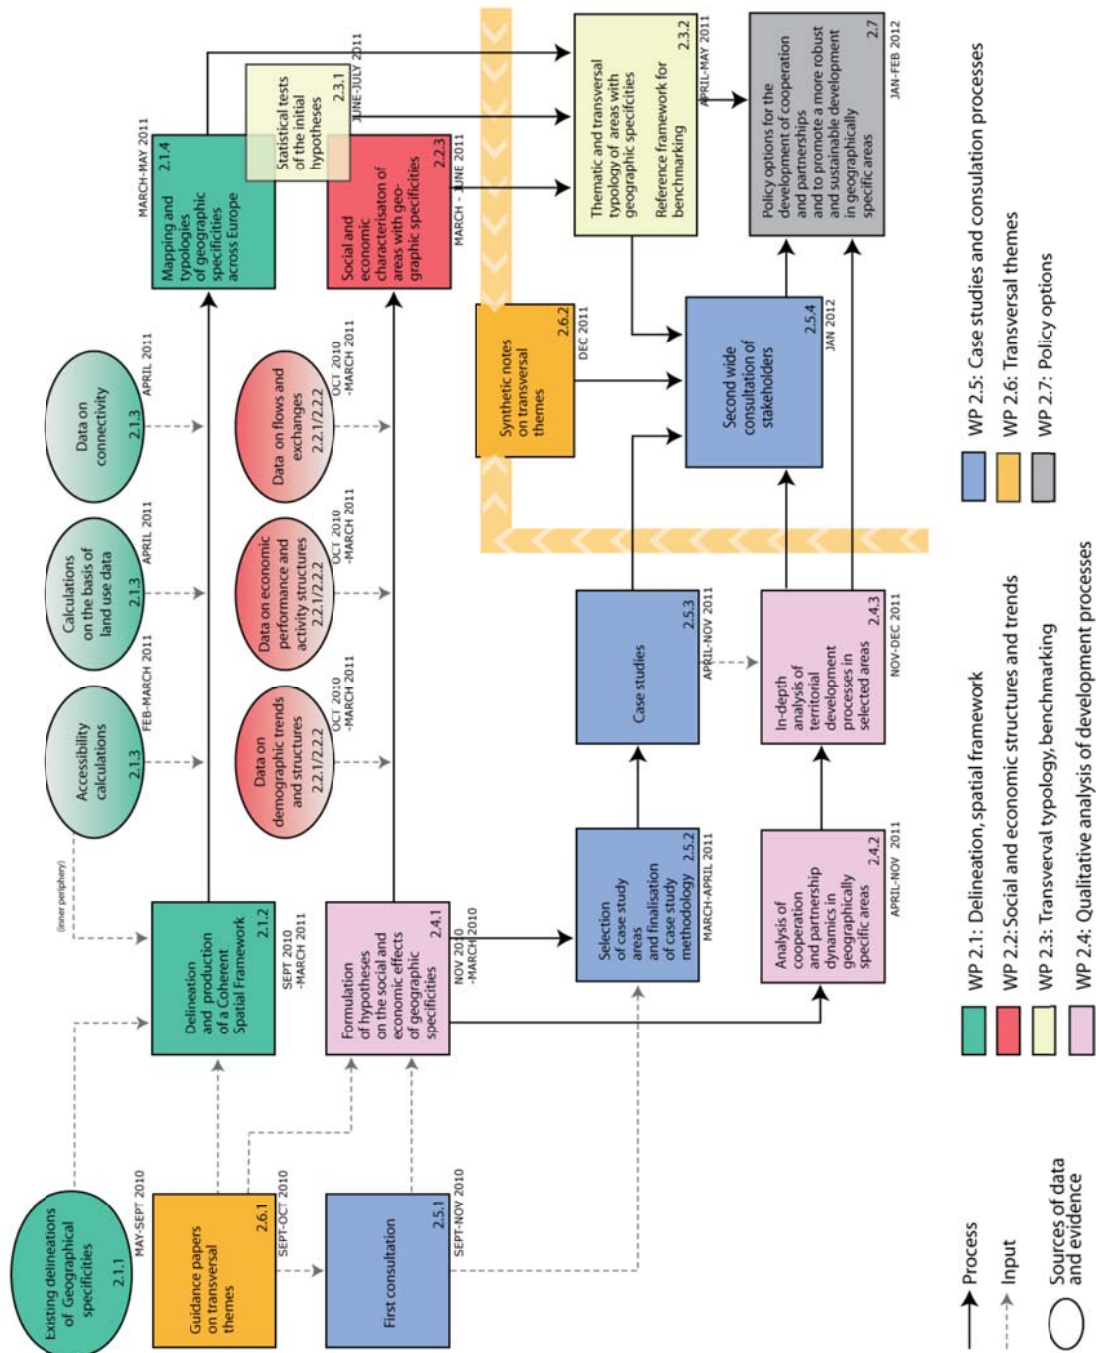 Existing delineations
of Geographical
specificities
2.1.1
MAY-SEPT 2010
Guidance papers
on transversal
themes
2.6.1
SEPT-OCT 2010
First consultation
2.5.1
SEPT-NOV 2010
(inner periphery)
Delineation
and production
of a Coherent
Spatial Framework
2.1.2
SEPT 2010
-MARCH 2011
Formulation
of hypotheses
on the social and
economic effects
of geographic
specificities
2.4.1
NOV 2010
-MARCH 2010
Accessibility
calculations
2.1.3
FEB-MARCH 2011
Calculations
on the basis of
land use data
2.1.3
APRIL 2011
Data on
connectivity
2.1.3
APRIL 2011
Data on
demographic trends
and structures
2.2.1/2.2.2
OCT 2010
-MARCH 2011
Data on economic
performance and
activity structures
2.2.1/2.2.2
OCT 2010
-MARCH 2011
Data on flows and
exchanges
2.2.1/2.2.2
OCT 2010
-MARCH 2011
Mapping and
typologies
of geographic
specificities
across Europe
2.1.4
MARCH-MAY 2011
Statistical tests
of the initial
hypotheses
2.3.1
JUNE-JULY 2011
Social and
economic
characterisaton of
areas with geo-
graphic specificities
2.2.3
MARCH - JUNE 2011
Selection
of case study
areas
and finalisation
of case study
methodology
2.5.2
MARCH-APRIL 2011
Case studies
2.5.3
APRIL-NOV 2011
Analysis of
cooperation
and partnership
dynamics in
geographically
specific areas
2.4.2
APRIL-NOV 2011
In-depth
analysis of
territorial
development
processes in
selected areas
2.4.3
NOV-DEC 2011
Synthetic notes
on transversal
themes
2.6.2
DEC 2011
Second wide
consultation of
stakeholders
2.5.4
JAN 2012
Thematic and transversal
typology of areas with
geographic specifcities
Reference framework for
benchmarking
2.3.2
APRIL-MAY 2011
Policy options for the
development of cooperation
and partnerships
and to promote a more robust
and sustainable development
in geographically
specific areas
2.7
JAN-FEB 2012
Process
Input
Sources of data
and evidence
WP 2.1: Delineation, spatial framework
WP 2.2: Social and economic structures and trends
WP 2.3: Transverval typology, benchmarking
WP 2.4: Qualitative analysis of development processes
WP 2.5: Case studies and consulation processes
WP 2.6: Transversal themes
WP 2.7: Policy options